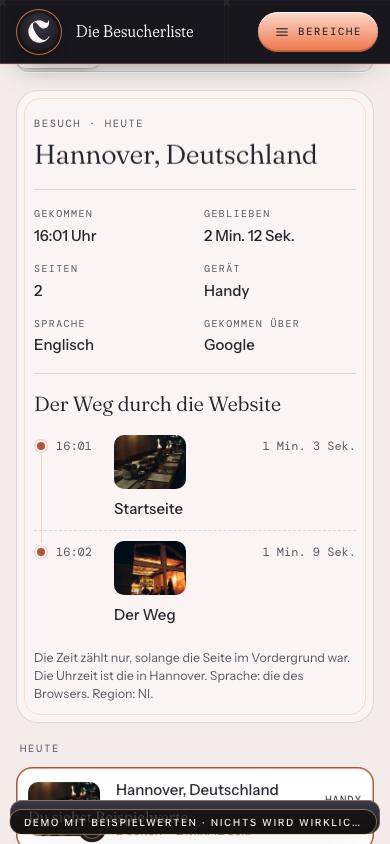 Die Besucherliste
BEREICHE
BESUCH · HEUTE
Hannover, Deutschland
GEKOMMEN
GEBLIEBEN
16:01 Uhr
2 Min. 12 Sek.
SEITEN
GERÄT
2
Handy
SPRACHE
GEKOMMEN ÜBER
Englisch
Google
Der Weg durch die Website
16:01
1 Min. 3 Sek.
Startseite
16:02
1 Min. 9 Sek.
Der Weg
Die Zeit zählt nur, solange die Seite im Vordergrund war.
Die Uhrzeit ist die in Hannover. Sprache: die des
Browsers. Region: NI.
HEUTE
Hannover, Deutschland
HANDY
Du siehst Beispielwerte
DEMO MIT BEISPIELWERTEN · NICHTS WIRD WIRKLIC…